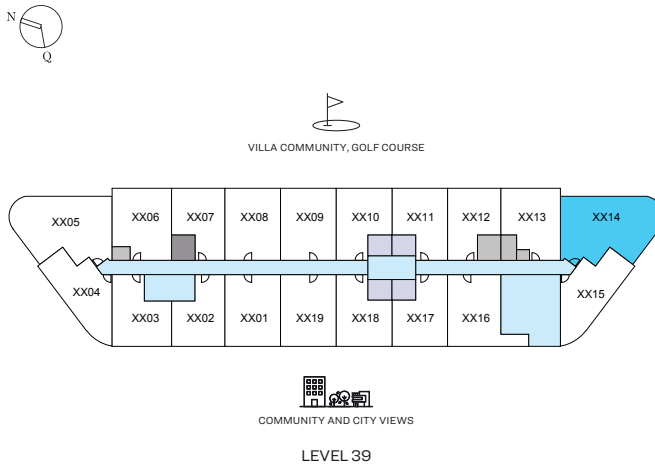 N
Q
VILLA COMMUNITY, GOLF COURSE
XX05
XX06
XX07
XX08
XX09
XX10
XX11
XX12
XX13
XX14
XX04
XX15
XX03
XX02
XX01
XX19
XX18
XX17
XX16
COMMUNITY AND CITY VIEWS
LEVEL 39